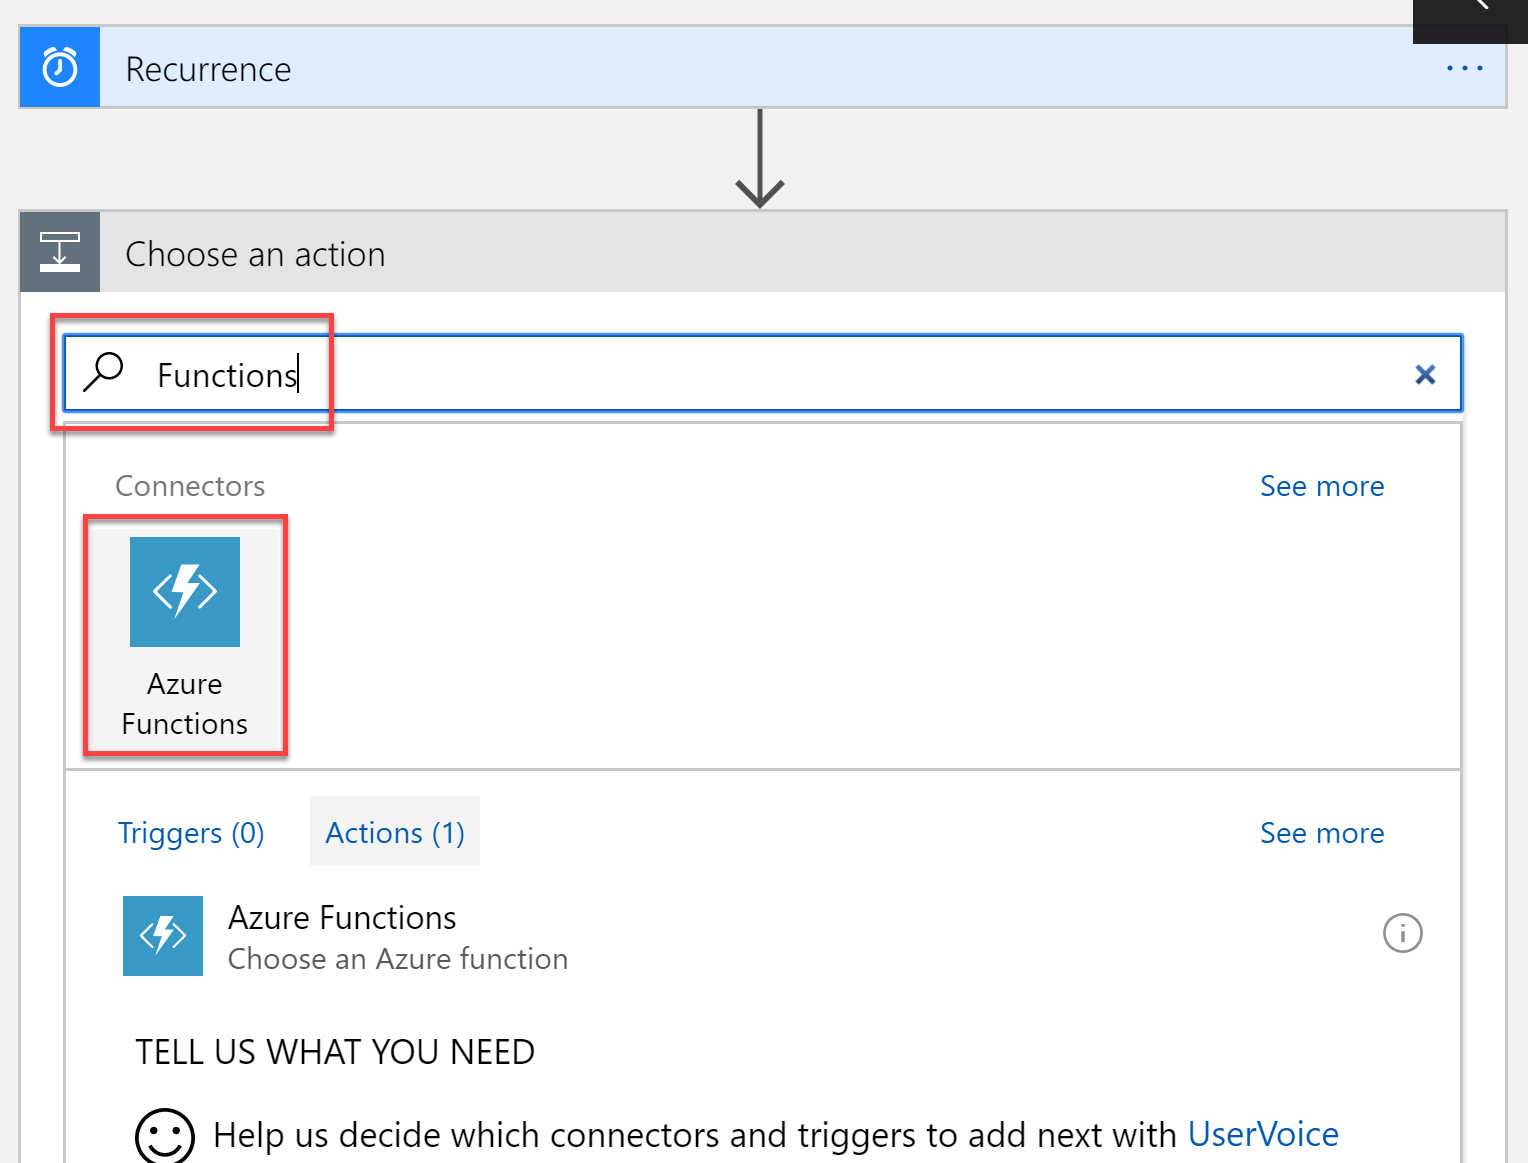 Recurrence
Choose an action
Functions
Connectors
See more
Azure
Functions
Triggers (0)
Actions (1)
See more
Azure Functions
Choose an Azure function
TELL US WHAT YOU NEED
Help us decide which connectors and triggers to add next with UserVoice